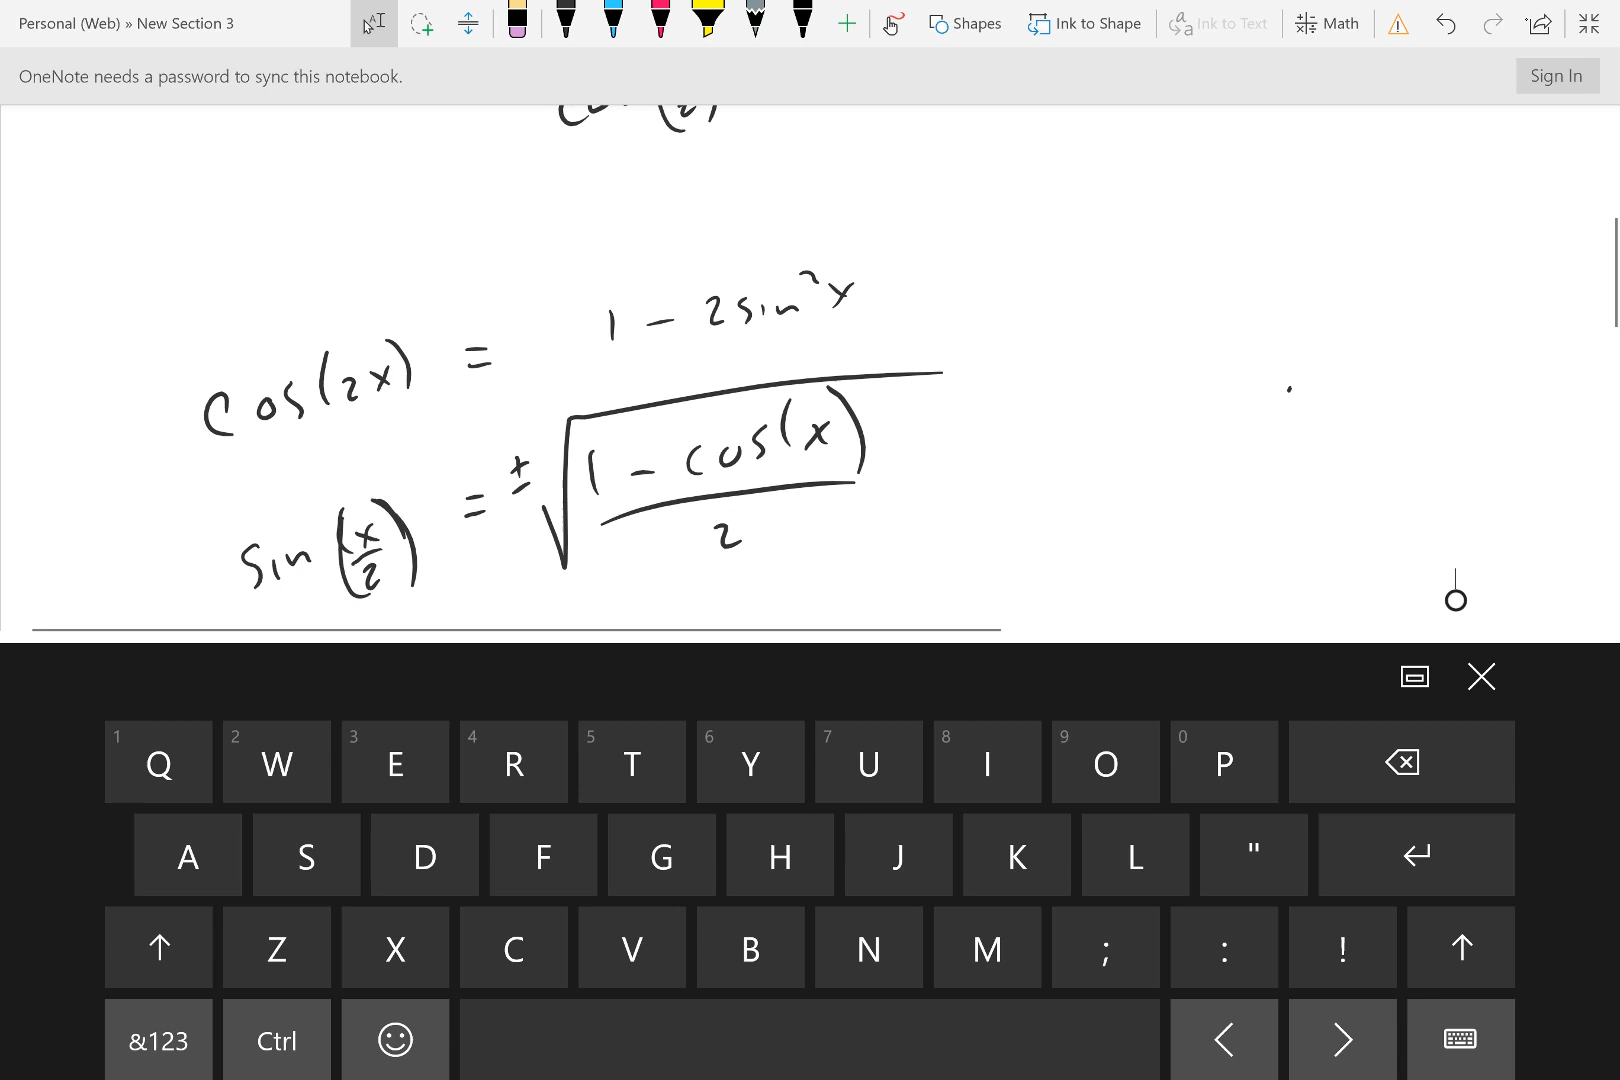 Personal (Web) » New Section 3
Shapes
Ink to Shape
Ink to Text
Math
OneNote needs a password to sync this notebook.
Sign In
cos(2x) = 1 - 2sin²x
sin(x/2) = ±√((1 - cos(x))/2)
1 Q 2 W 3 E 4 R 5 T 6 Y 7 U 8 I 9 O 0 P
A S D F G H J K L "
Z X C V B N M ; : !
&123 Ctrl